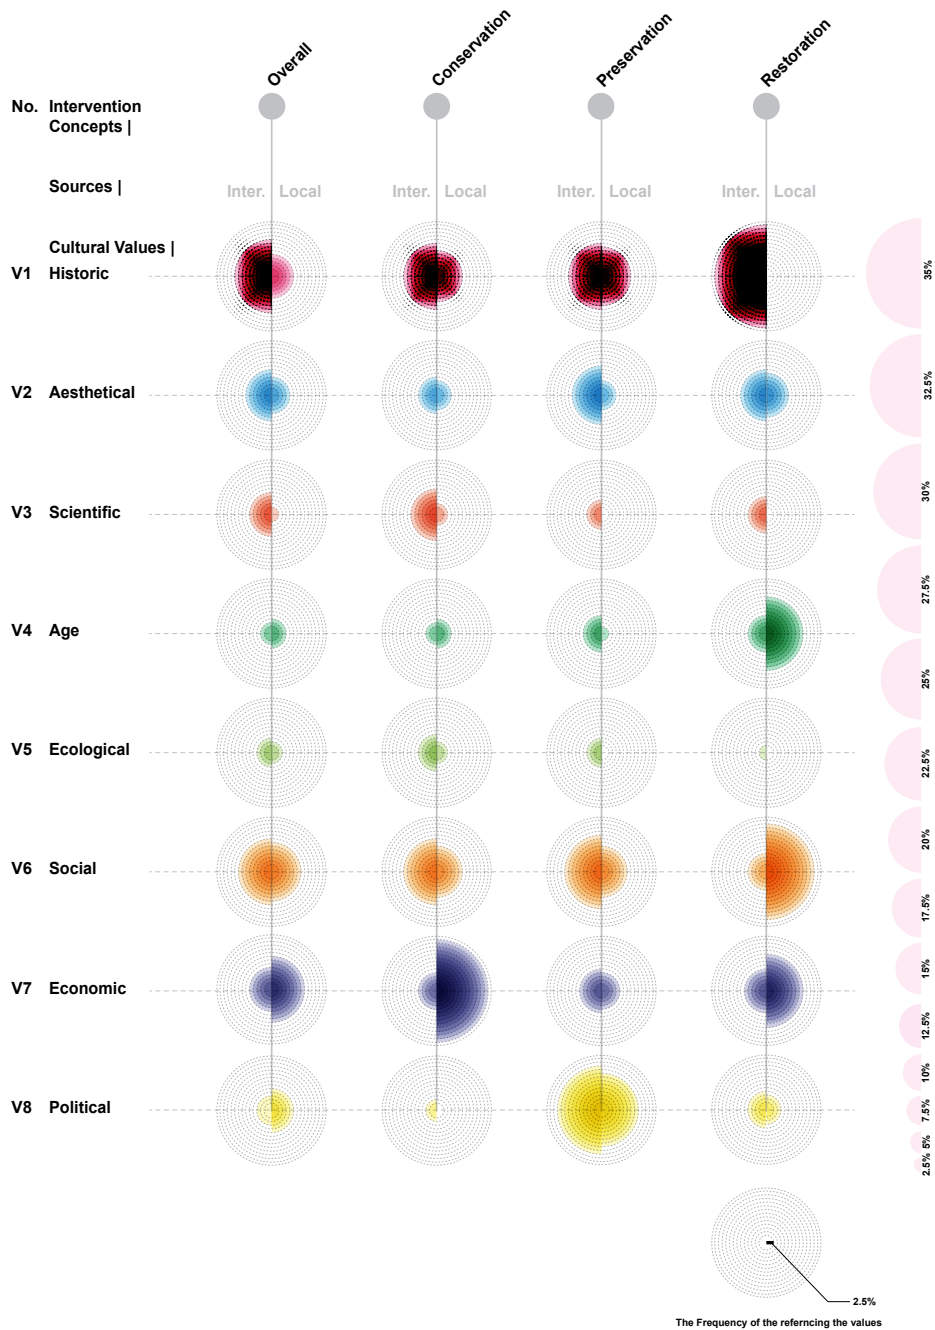 Overall
Conservation
Preservation
Restoration
No. Intervention
Concepts |
Sources |
Inter. Local
Inter. Local
Inter. Local
Inter. Local
Cultural Values |
V1 Historic
V2 Aesthetical
V3 Scientific
V4 Age
V5 Ecological
V6 Social
V7 Economic
V8 Political
35%
32.5%
30%
27.5%
25%
22.5%
20%
17.5%
15%
12.5%
10%
7.5%
5%
2.5%
2.5%
The Frequency of the referncing the values